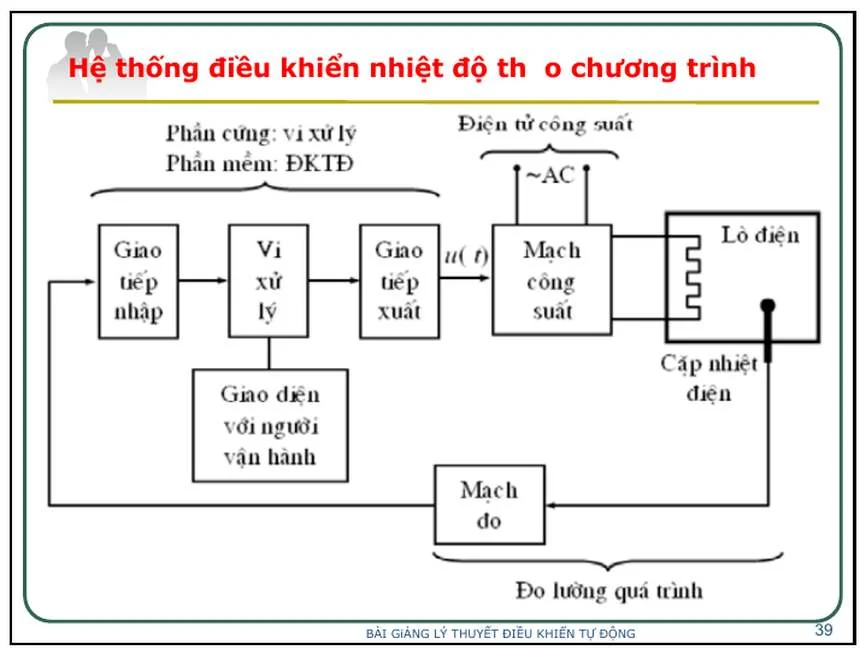 Hệ thống điều khiển nhiệt độ th o chương trình
Phần cứng: vi xử lý
Phần mềm: ĐKTĐ
Điện tử công suất
~AC
Giao
tiếp
nhập
Vi
xử
lý
Giao
tiếp
xuất
u( t)
Mạch
công
suất
Lò điện
Cặp nhiệt
điện
Giao diện
với người
vận hành
Mạch
đo
Đo lường quá trình
BÀI GiẢNG LÝ THUYẾT ĐIỀU KHIỂN TỰ ĐỘNG
39